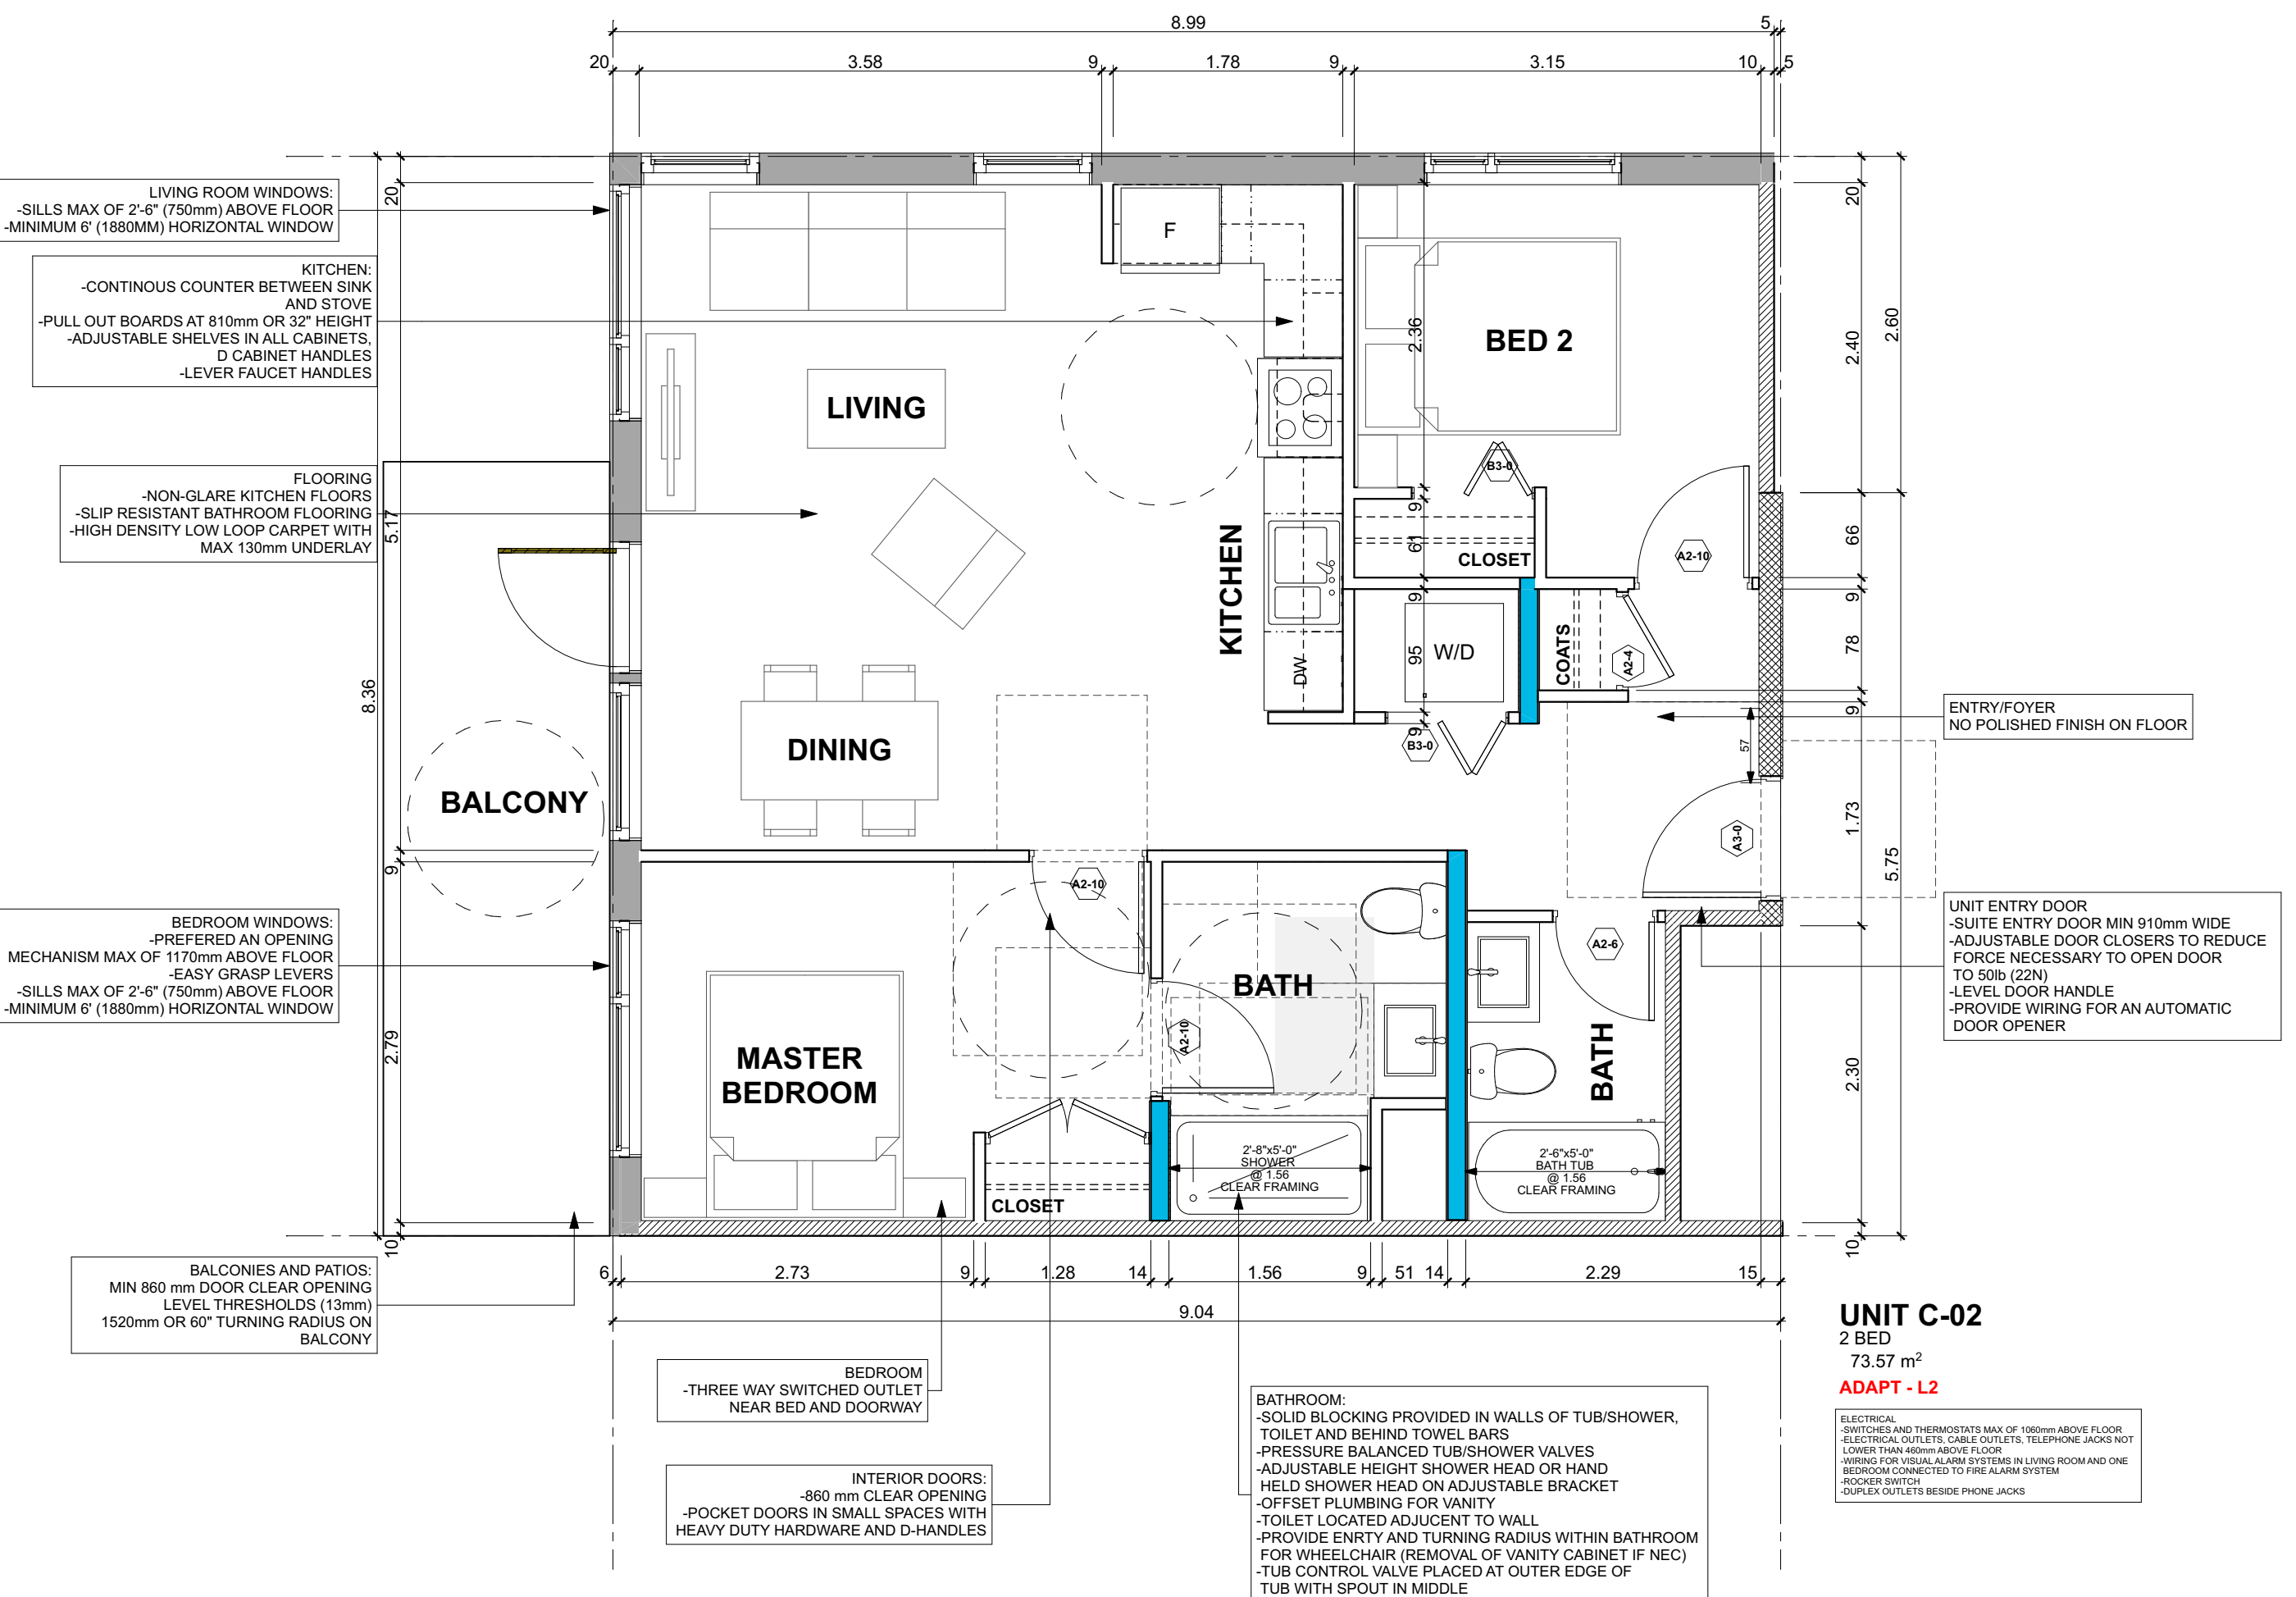 8.99
5
20
3.58
9
1.78
9
3.15
10
5
LIVING ROOM WINDOWS:
-SILLS MAX OF 2'-6" (750mm) ABOVE FLOOR
-MINIMUM 6' (1880MM) HORIZONTAL WINDOW
KITCHEN:
-CONTINOUS COUNTER BETWEEN SINK
AND STOVE
-PULL OUT BOARDS AT 810mm OR 32" HEIGHT
-ADJUSTABLE SHELVES IN ALL CABINETS,
D CABINET HANDLES
-LEVER FAUCET HANDLES
FLOORING
-NON-GLARE KITCHEN FLOORS
-SLIP RESISTANT BATHROOM FLOORING
-HIGH DENSITY LOW LOOP CARPET WITH
MAX 130mm UNDERLAY
BEDROOM WINDOWS:
-PREFERED AN OPENING
MECHANISM MAX OF 1170mm ABOVE FLOOR
-EASY GRASP LEVERS
-SILLS MAX OF 2'-6" (750mm) ABOVE FLOOR
-MINIMUM 6' (1880mm) HORIZONTAL WINDOW
BALCONIES AND PATIOS:
MIN 860 mm DOOR CLEAR OPENING
LEVEL THRESHOLDS (13mm)
1520mm OR 60" TURNING RADIUS ON
BALCONY
20
5.17
8.36
9
2.79
10
BALCONY
LIVING
DINING
KITCHEN
F
DW
BED 2
2.36
9
61
9
95
9
B3-0
CLOSET
A2-10
W/D
B3-0
COATS
A2-4
57
A3-0
MASTER
BEDROOM
A2-10
CLOSET
BATH
A2-10
2'-8"x5'-0"
SHOWER
@ 1.56
CLEAR FRAMING
A2-6
BATH
2'-6"x5'-0"
BATH TUB
@ 1.56
CLEAR FRAMING
20
2.40
2.60
66
9
78
9
1.73
5.75
2.30
10
ENTRY/FOYER
NO POLISHED FINISH ON FLOOR
UNIT ENTRY DOOR
-SUITE ENTRY DOOR MIN 910mm WIDE
-ADJUSTABLE DOOR CLOSERS TO REDUCE
FORCE NECESSARY TO OPEN DOOR
TO 50lb (22N)
-LEVEL DOOR HANDLE
-PROVIDE WIRING FOR AN AUTOMATIC
DOOR OPENER
6
2.73
9
1.28
14
1.56
9
51
14
2.29
15
9.04
BEDROOM
-THREE WAY SWITCHED OUTLET
NEAR BED AND DOORWAY
INTERIOR DOORS:
-860 mm CLEAR OPENING
-POCKET DOORS IN SMALL SPACES WITH
HEAVY DUTY HARDWARE AND D-HANDLES
BATHROOM:
-SOLID BLOCKING PROVIDED IN WALLS OF TUB/SHOWER,
TOILET AND BEHIND TOWEL BARS
-PRESSURE BALANCED TUB/SHOWER VALVES
-ADJUSTABLE HEIGHT SHOWER HEAD OR HAND
HELD SHOWER HEAD ON ADJUSTABLE BRACKET
-OFFSET PLUMBING FOR VANITY
-TOILET LOCATED ADJUCENT TO WALL
-PROVIDE ENRTY AND TURNING RADIUS WITHIN BATHROOM
FOR WHEELCHAIR (REMOVAL OF VANITY CABINET IF NEC)
-TUB CONTROL VALVE PLACED AT OUTER EDGE OF
TUB WITH SPOUT IN MIDDLE
UNIT C-02
2 BED
73.57 m²
ADAPT - L2
ELECTRICAL
-SWITCHES AND THERMOSTATS MAX OF 1060mm ABOVE FLOOR
-ELECTRICAL OUTLETS, CABLE OUTLETS, TELEPHONE JACKS NOT
LOWER THAN 460mm ABOVE FLOOR
-WIRING FOR VISUAL ALARM SYSTEMS IN LIVING ROOM AND ONE
BEDROOM CONNECTED TO FIRE ALARM SYSTEM
-ROCKER SWITCH
-DUPLEX OUTLETS BESIDE PHONE JACKS